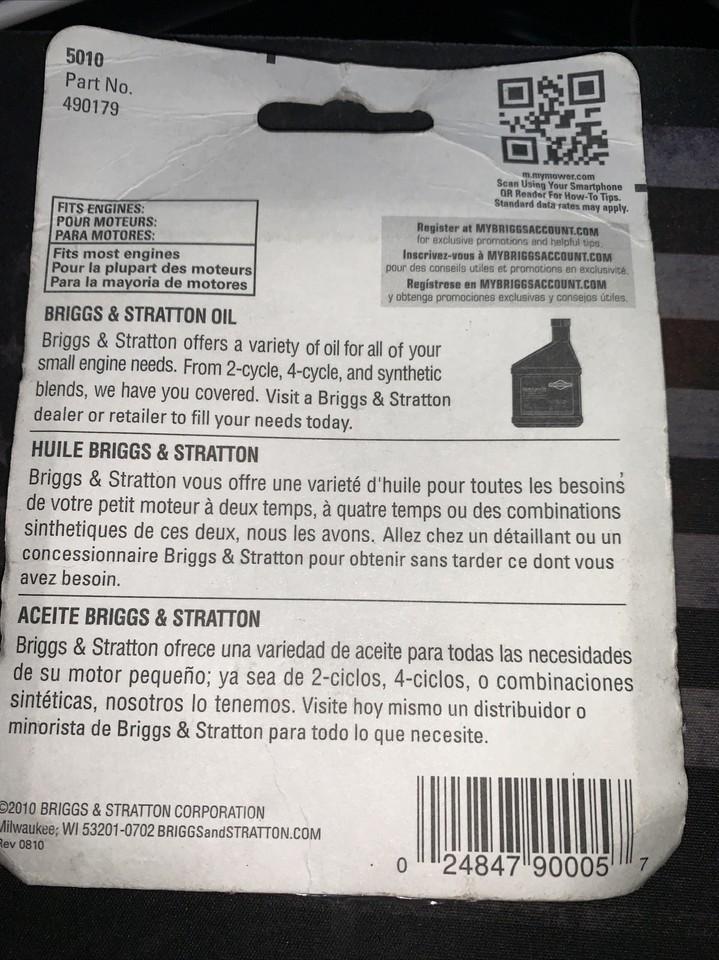 5010
Part No.
490179
m.mymower.com
Scan Using Your Smartphone
QR Reader For How-To Tips.
Standard data rates may apply.
FITS ENGINES:
POUR MOTEURS:
PARA MOTORES:
Fits most engines
Pour la plupart des moteurs
Para la mayoria de motores
Register at MYBRIGGSACCOUNT.COM
for exclusive promotions and helpful tips.
Inscrivez-vous à MYBRIGGSACCOUNT.COM
pour des conseils utiles et promotions en exclusivité.
Regístrese en MYBRIGGSACCOUNT.COM
y obtenga promociones exclusivas y consejos útiles.
BRIGGS & STRATTON OIL
Briggs & Stratton offers a variety of oil for all of your
small engine needs. From 2-cycle, 4-cycle, and synthetic
blends, we have you covered. Visit a Briggs & Stratton
dealer or retailer to fill your needs today.
HUILE BRIGGS & STRATTON
Briggs & Stratton vous offre une varieté d'huile pour toutes les besoins
de votre petit moteur à deux temps, à quatre temps ou des combinations
sinthetiques de ces deux, nous les avons. Allez chez un détaillant ou un
concessionnaire Briggs & Stratton pour obtenir sans tarder ce dont vous
avez besoin.
ACEITE BRIGGS & STRATTON
Briggs & Stratton ofrece una variedad de aceite para todas las necesidades
de su motor pequeño; ya sea de 2-ciclos, 4-ciclos, o combinaciones
sintéticas, nosotros lo tenemos. Visite hoy mismo un distribuidor o
minorista de Briggs & Stratton para todo lo que necesite.
©2010 BRIGGS & STRATTON CORPORATION
Milwaukee, WI 53201-0702 BRIGGSandSTRATTON.COM
Rev 0810
0 24847 90005 7